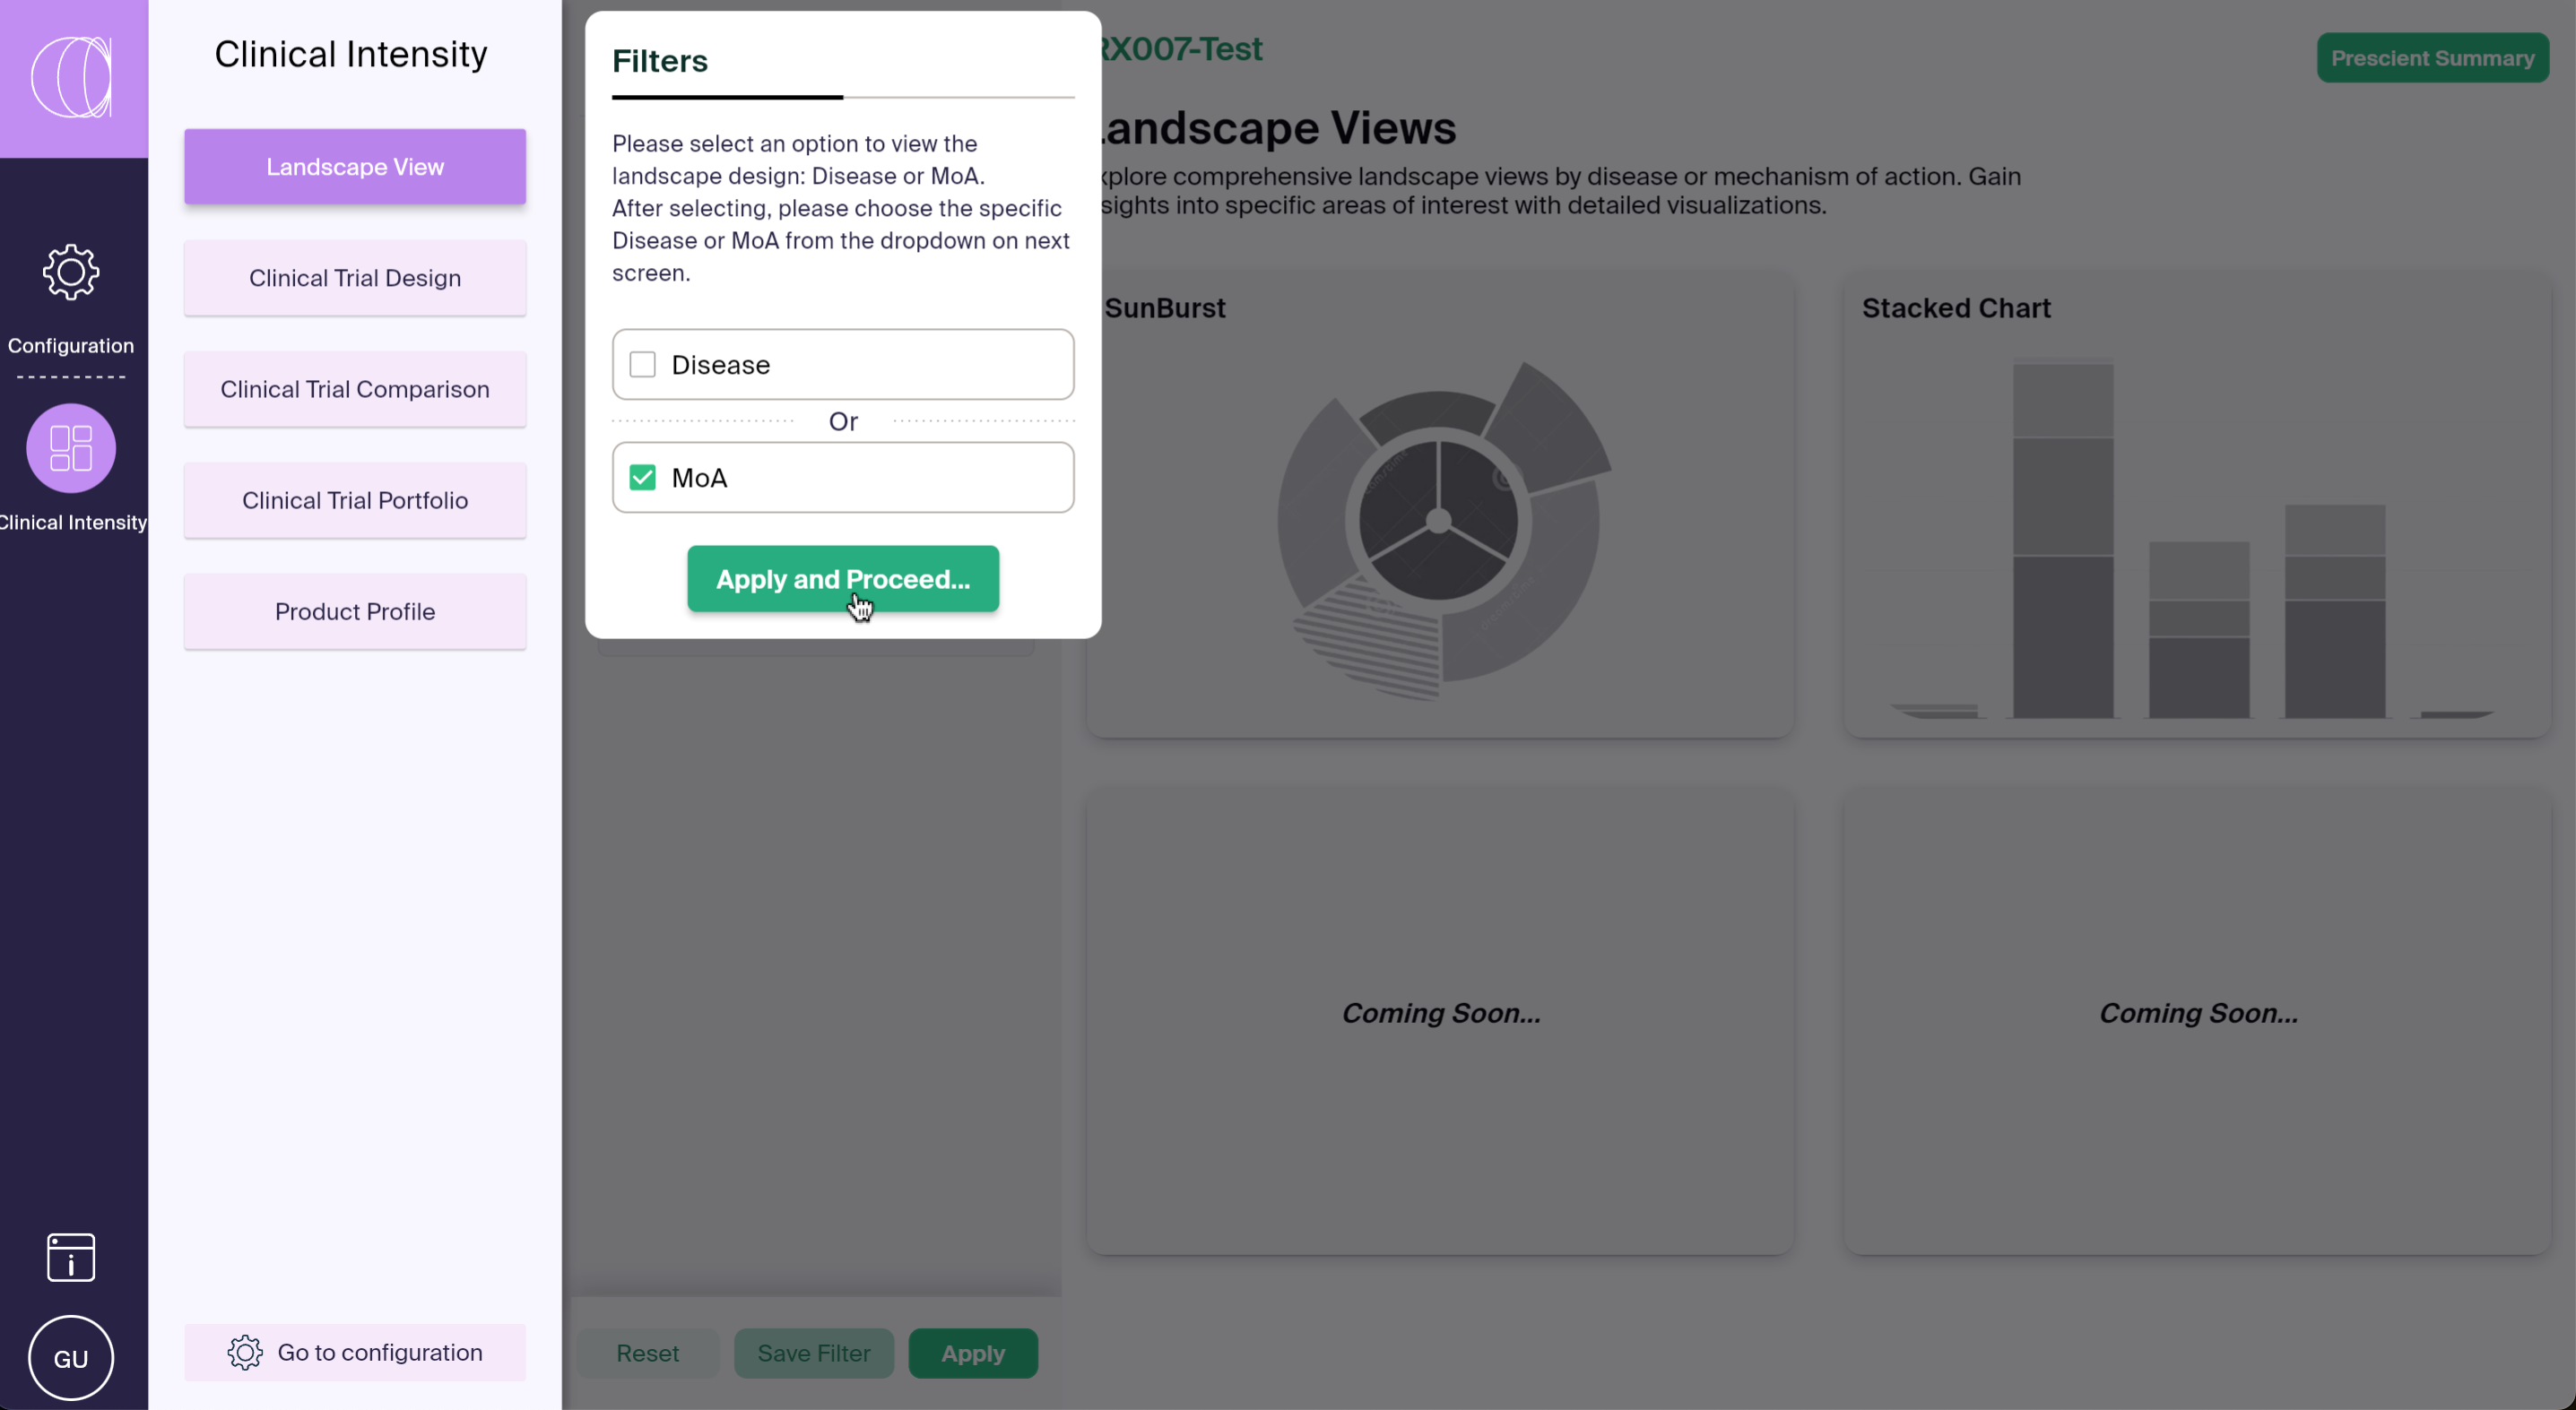 Clinical Intensity
Landscape View
Clinical Trial Design
Clinical Trial Comparison
Clinical Trial Portfolio
Product Profile
Configuration
Clinical Intensity
GU
Go to configuration
Filters
Please select an option to view the
landscape design: Disease or MoA.
After selecting, please choose the specific
Disease or MoA from the dropdown on next
screen.
Disease
Or
MoA
Apply and Proceed...
Reset
Save Filter
Apply
RX007-Test
Prescient Summary
Landscape Views
xplore comprehensive landscape views by disease or mechanism of action. Gain
sights into specific areas of interest with detailed visualizations.
SunBurst
Stacked Chart
Coming Soon...
Coming Soon...